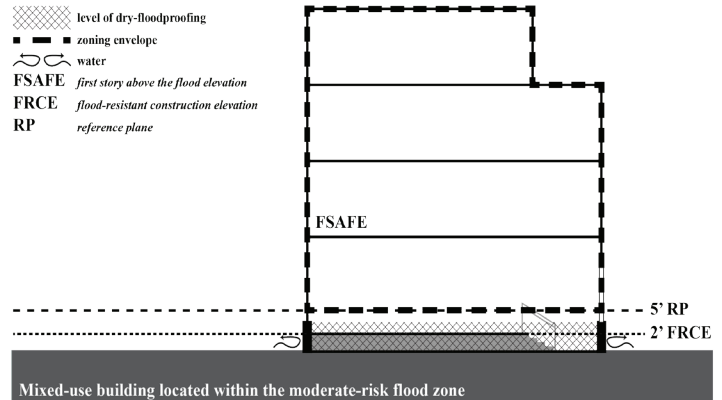 level of dry-floodproofing
zoning envelope
water
FSAFE first story above the flood elevation
FRCE flood-resistant construction elevation
RP reference plane
FSAFE
5’ RP
2’ FRCE
Mixed-use building located within the moderate-risk flood zone